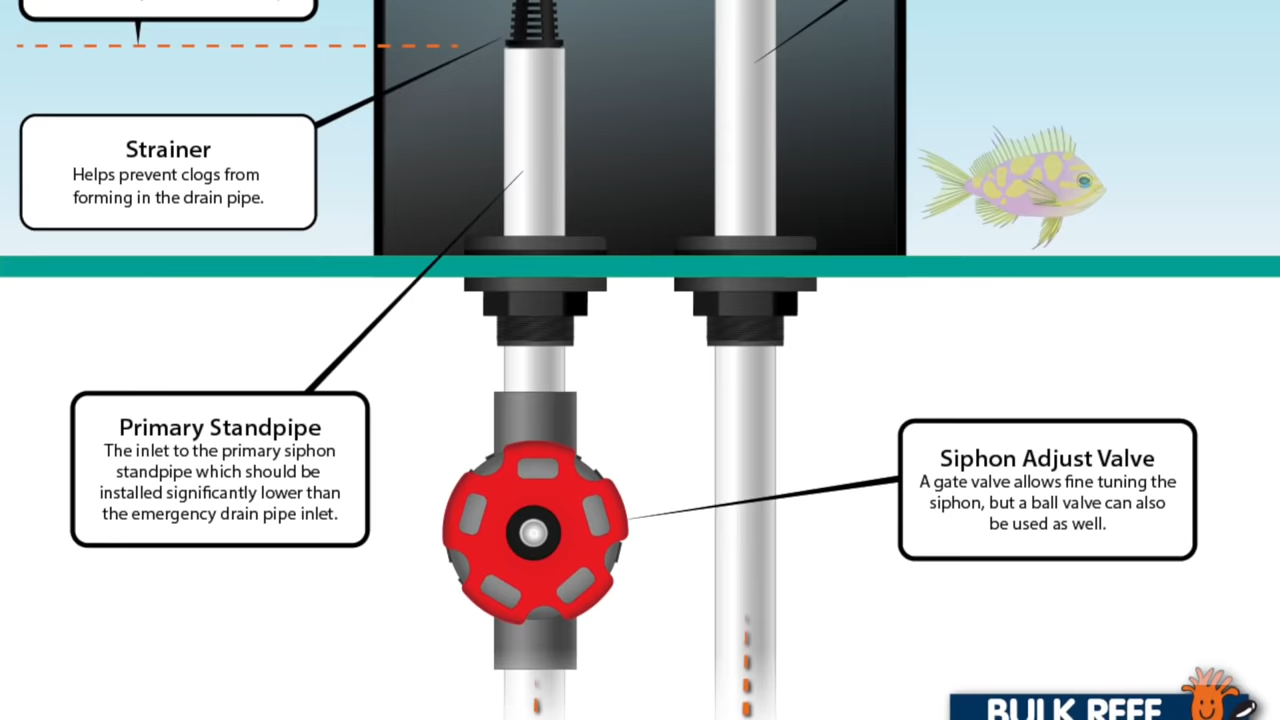 Strainer
Helps prevent clogs from
forming in the drain pipe.
Primary Standpipe
The inlet to the primary siphon
standpipe which should be
installed significantly lower than
the emergency drain pipe inlet.
Siphon Adjust Valve
A gate valve allows fine tuning the
siphon, but a ball valve can also
be used as well.
BULK REEF